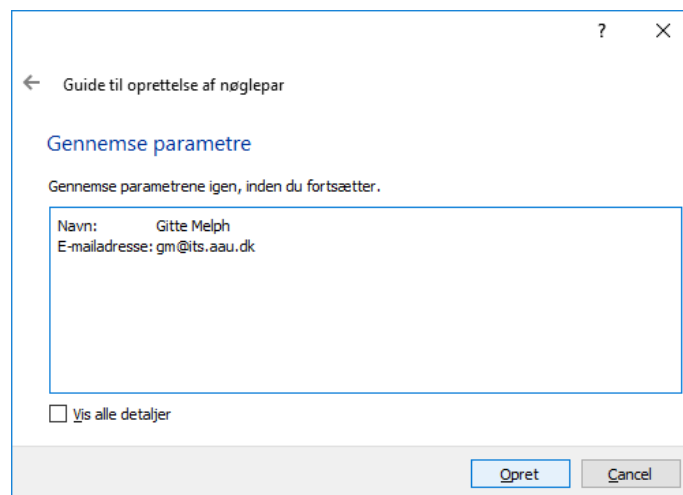 ?
Guide til oprettelse af nøglepar
Gennemse parametre
Gennemse parametrene igen, inden du fortsætter.
Navn: Gitte Melph
E-mailadresse: gm@its.aau.dk
Vis alle detaljer
Opret Cancel